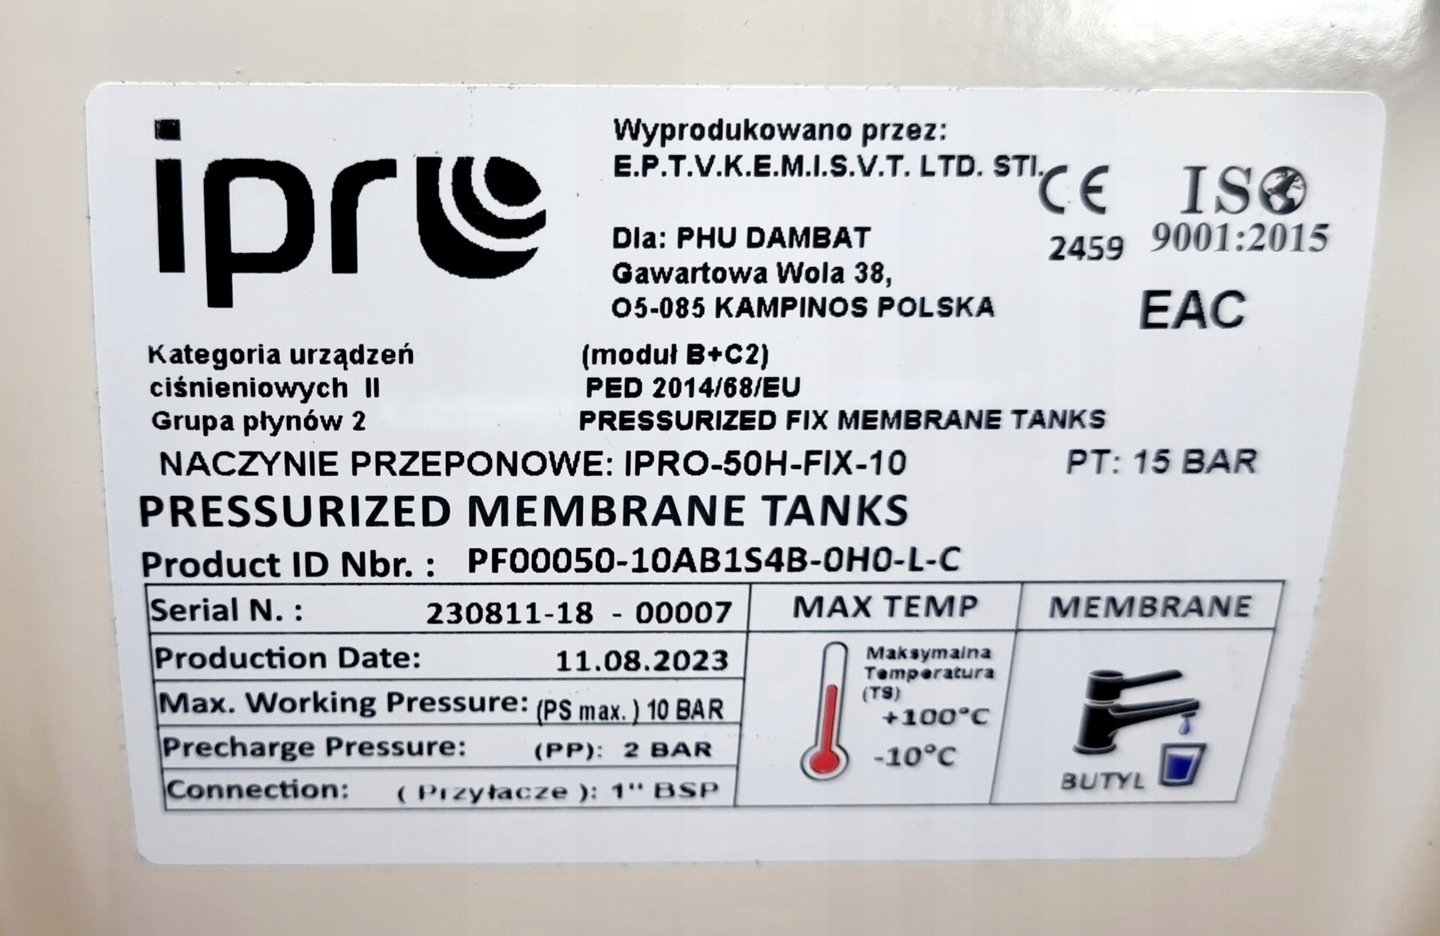 ipro
Wyprodukowano przez:
E.P.T.V.K.E.M.I.S.V.T. LTD. STI.
CE
2459
ISO
9001:2015
Dla: PHU DAMBAT
Gawartowa Wola 38,
05-085 KAMPINOS POLSKA
EAC
Kategoria urządzeń
ciśnieniowych II
Grupa płynów 2
(moduł B+C2)
PED 2014/68/EU
PRESSURIZED FIX MEMBRANE TANKS
NACZYNIE PRZEPONOWE: IPRO-50H-FIX-10 PT: 15 BAR
PRESSURIZED MEMBRANE TANKS
Product ID Nbr. : PF00050-10AB1S4B-0H0-L-C
Serial N. : 230811-18 - 00007
Production Date: 11.08.2023
Max. Working Pressure: (PS max. ) 10 BAR
Precharge Pressure: (PP): 2 BAR
Connection: ( Przyłacze ): 1" BSP
MAX TEMP
Maksymalna
Temperatura
(TS)
+100°C
-10°C
MEMBRANE
BUTYL